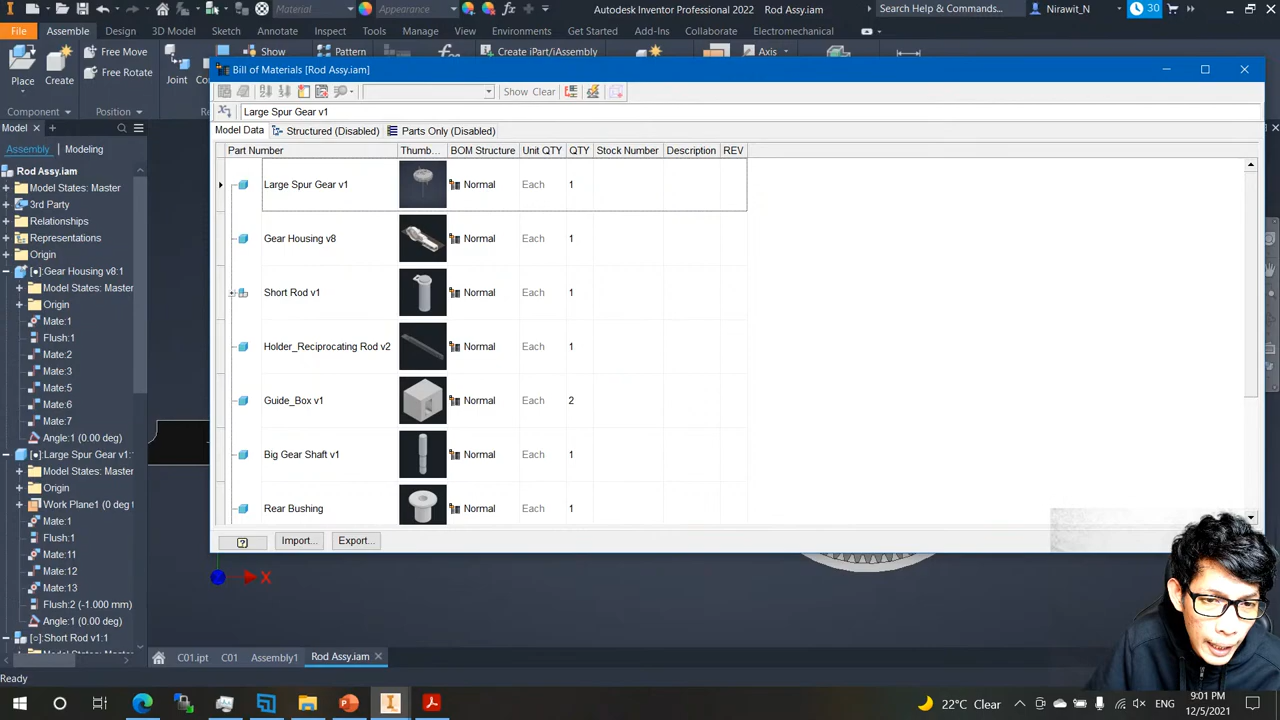 Material
Appearance
Autodesk Inventor Professional 2022 Rod Assy.iam
Search Help & Commands...
Nirawit_N
30
File
Assemble
Design
3D Model
Sketch
Annotate
Inspect
Tools
Manage
View
Environments
Get Started
Add-Ins
Collaborate
Electromechanical
Place
Create
Free Move
Free Rotate
Joint
Show
Pattern
Create iPart/iAssembly
Axis
Component
Position
Bill of Materials [Rod Assy.iam]
Show Clear
Large Spur Gear v1
Model Data
Structured (Disabled)
Parts Only (Disabled)
Part Number Thumb... BOM Structure Unit QTY QTY Stock Number Description REV
Large Spur Gear v1 Normal Each 1
Gear Housing v8 Normal Each 1
Short Rod v1 Normal Each 1
Holder_Reciprocating Rod v2 Normal Each 1
Guide_Box v1 Normal Each 2
Big Gear Shaft v1 Normal Each 1
Rear Bushing Normal Each 1
Import...
Export...
Model
Assembly
Modeling
Rod Assy.iam
Model States: Master
3rd Party
Relationships
Representations
Origin
[●]:Gear Housing v8:1
Model States: Master
Origin
Mate:1
Flush:1
Mate:2
Mate:3
Mate:5
Mate:6
Mate:7
Angle:1 (0.00 deg)
[●]:Large Spur Gear v1:
Model States: Master
Origin
Work Plane1 (0 deg t
Mate:1
Flush:1
Mate:11
Mate:12
Mate:13
Flush:2 (-1.000 mm)
Angle:1 (0.00 deg)
[○]:Short Rod v1:1
X
C01.ipt
C01
Assembly1
Rod Assy.iam
Ready
22°C Clear
ENG
9:01 PM
12/5/2021